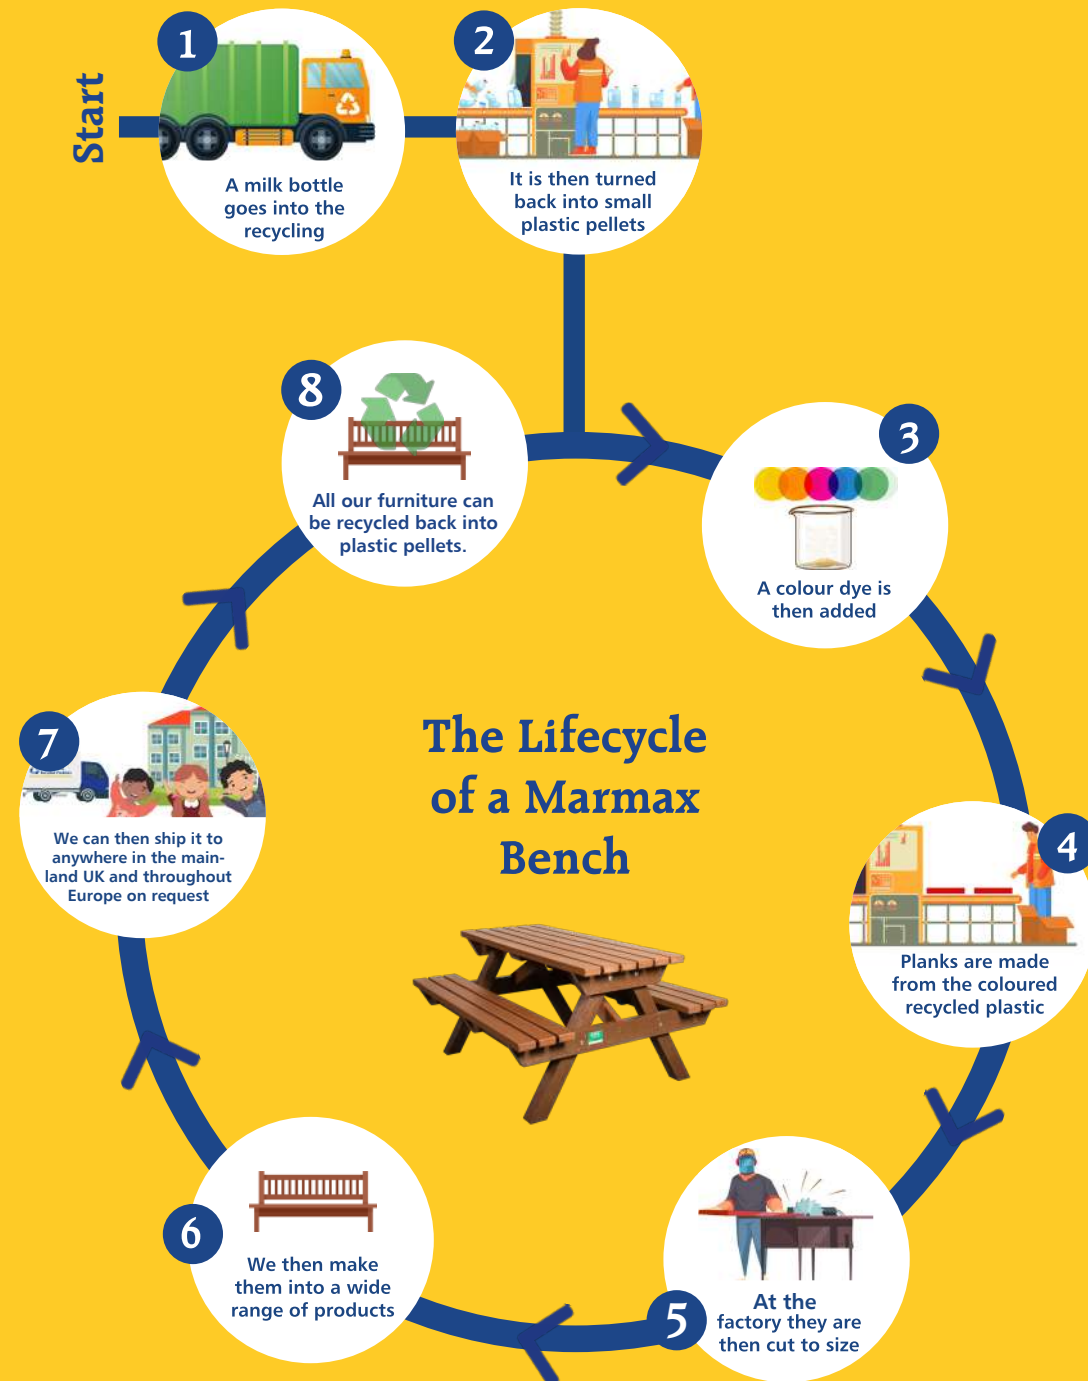 Start
1
A milk bottle
goes into the
recycling
2
It is then turned
back into small
plastic pellets
3
A colour dye is
then added
4
Planks are made
from the coloured
recycled plastic
5
At the
factory they are
then cut to size
6
We then make
them into a wide
range of products
7
We can then ship it to
anywhere in the main-
land UK and throughout
Europe on request
8
All our furniture can
be recycled back into
plastic pellets.
The Lifecycle
of a Marmax
Bench